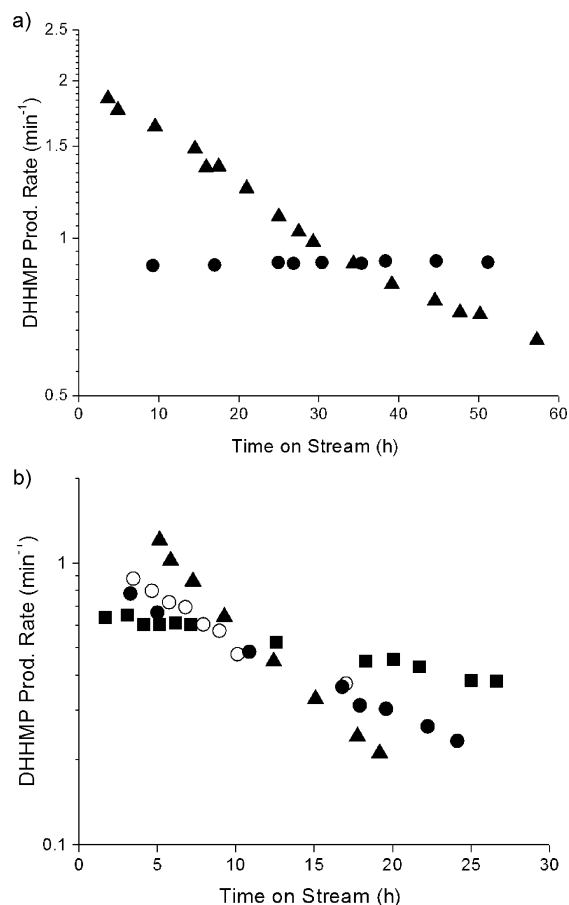 a)
2.5
2
1.5
1
0.5
DHHMP Prod. Rate (min⁻¹)
0 10 20 30 40 50 60
Time on Stream (h)
b)
1
0.1
DHHMP Prod. Rate (min⁻¹)
0 5 10 15 20 25 30
Time on Stream (h)